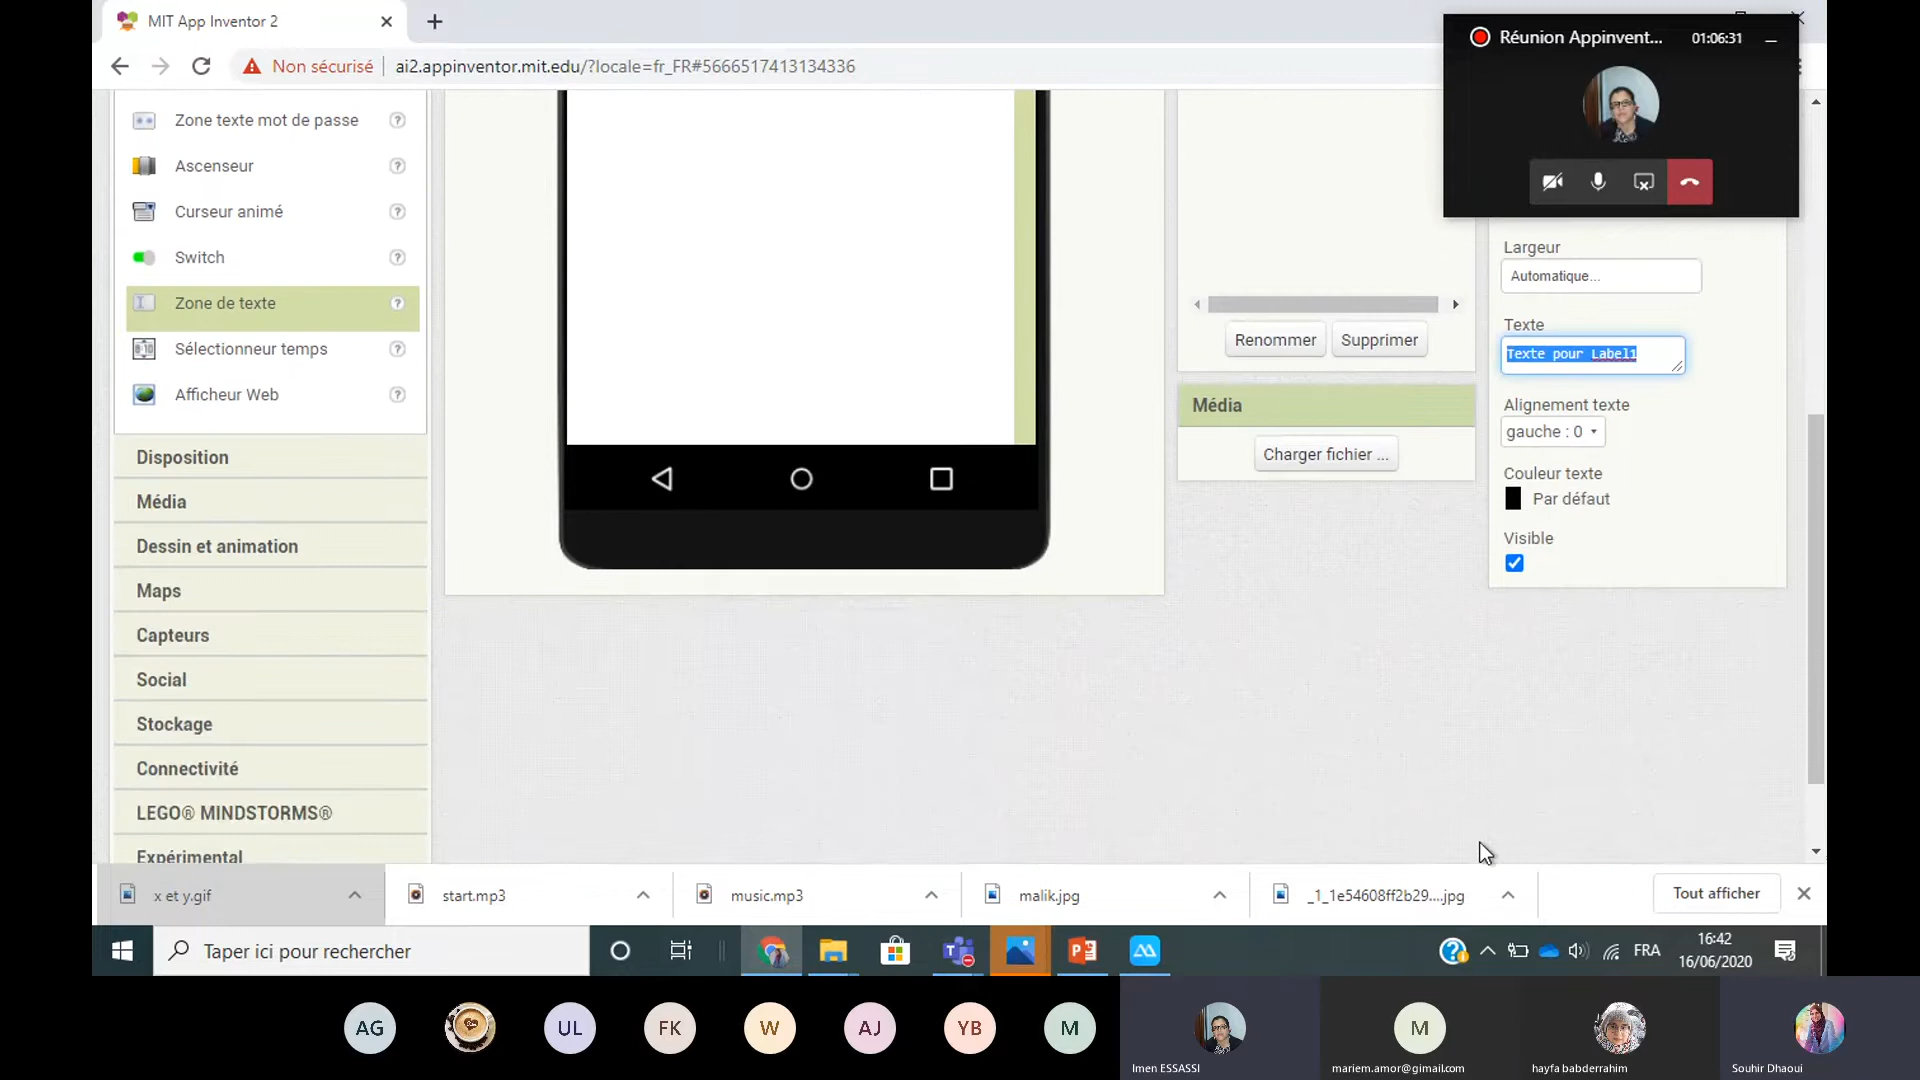 MIT App Inventor 2
Non sécurisé
ai2.appinventor.mit.edu/?locale=fr_FR#5666517413134336
Réunion Appinvent...
01:06:31
Zone texte mot de passe
Ascenseur
Curseur animé
Switch
Zone de texte
Sélectionneur temps
Afficheur Web
Disposition
Média
Dessin et animation
Maps
Capteurs
Social
Stockage
Connectivité
LEGO® MINDSTORMS®
Expérimental
Renommer
Supprimer
Média
Charger fichier ...
Largeur
Automatique...
Texte
Texte pour Label1
Alignement texte
gauche : 0
Couleur texte
Par défaut
Visible
x et y.gif
start.mp3
music.mp3
malik.jpg
_1_1e54608ff2b29....jpg
Tout afficher
Taper ici pour rechercher
FRA
16:42
16/06/2020
AG
UL
FK
W
AJ
YB
M
M
Imen ESSASSI
mariem.amor@gimail.com
hayfa babderrahim
Souhir Dhaoui